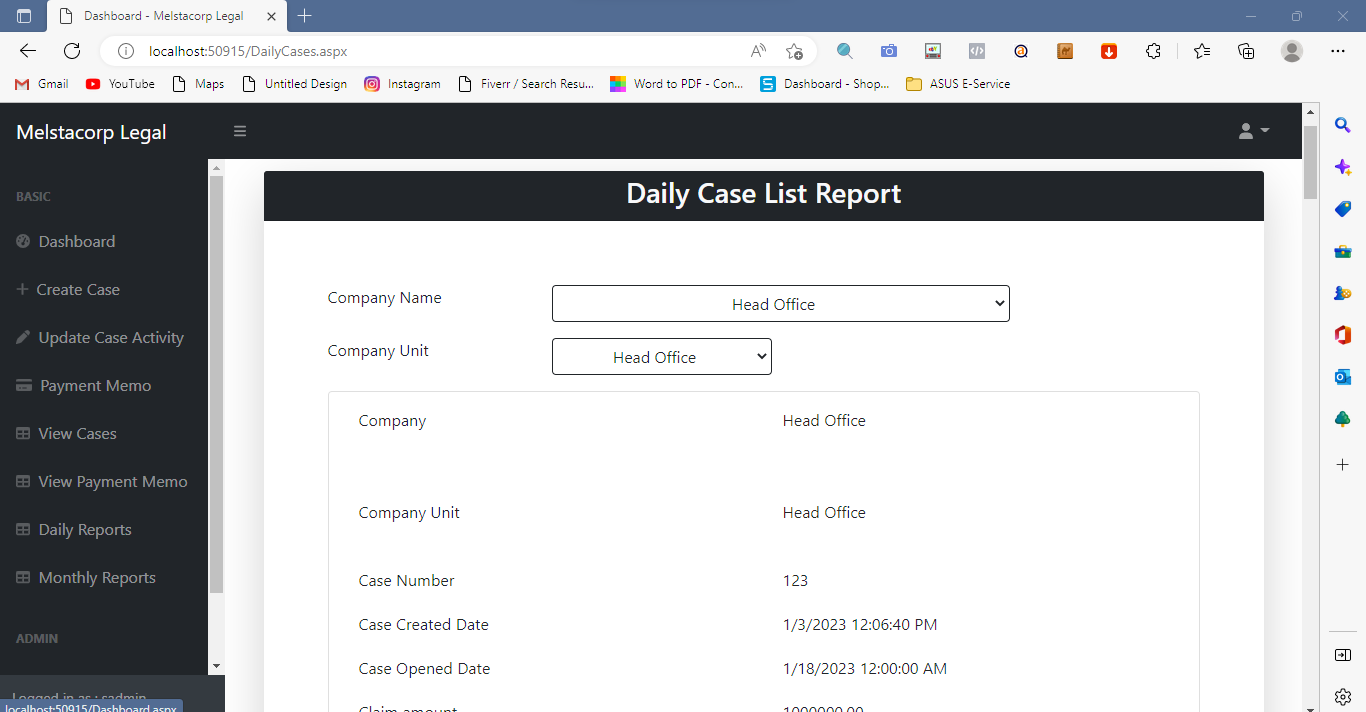 Dashboard - Melstacorp Legal
localhost:50915/DailyCases.aspx
Gmail YouTube Maps Untitled Design Instagram Fiverr / Search Resu... Word to PDF - Con... Dashboard - Shop... ASUS E-Service
Melstacorp Legal
BASIC
Dashboard
Create Case
Update Case Activity
Payment Memo
View Cases
View Payment Memo
Daily Reports
Monthly Reports
ADMIN
Logged in as : sadmin
localhost:50915/Dashboard.aspx
Daily Case List Report
Company Name Head Office
Company Unit Head Office
Company Head Office
Company Unit Head Office
Case Number 123
Case Created Date 1/3/2023 12:06:40 PM
Case Opened Date 1/18/2023 12:00:00 AM
Claim amount 1000000.00